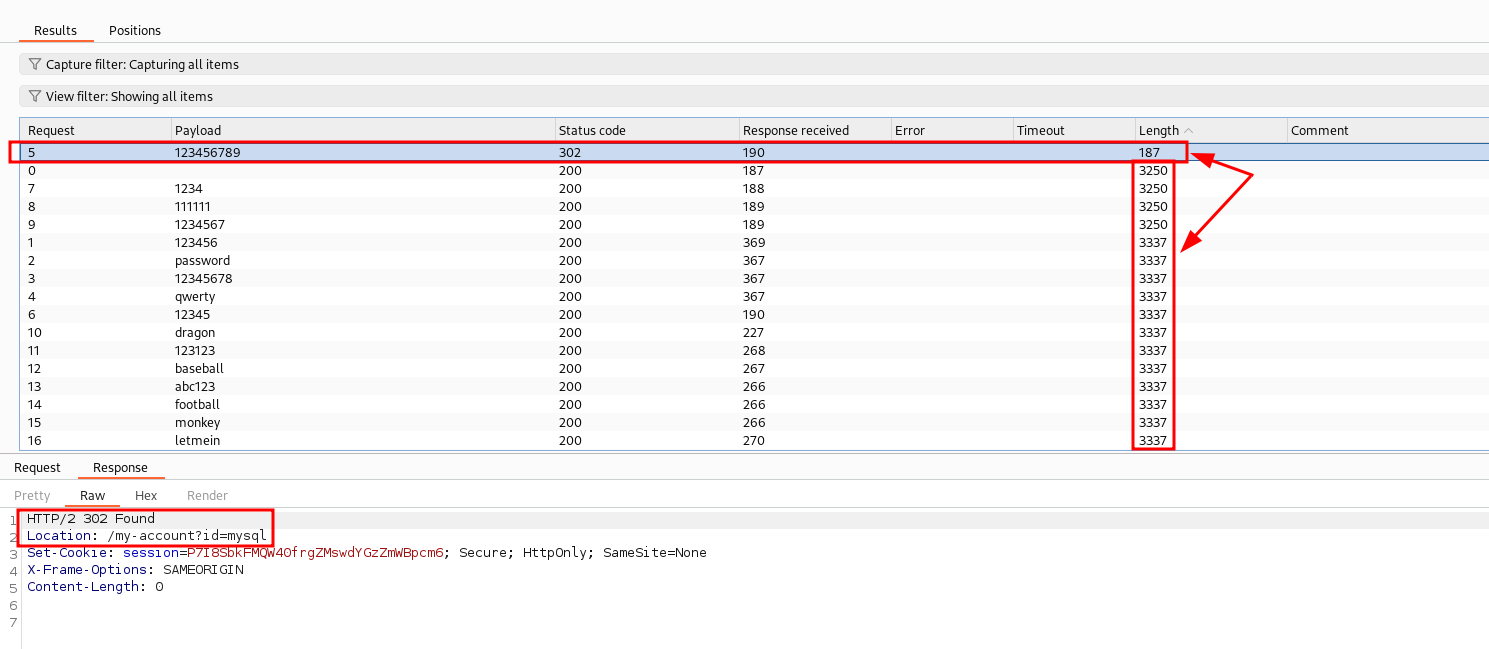 Results Positions
Capture filter: Capturing all items
View filter: Showing all items
Request Payload Status code Response received Error Timeout Length Comment
5 123456789 302 190 187
0 200 187 3250
7 1234 200 188 3250
8 111111 200 189 3250
9 1234567 200 189 3250
1 123456 200 369 3337
2 password 200 367 3337
3 12345678 200 367 3337
4 qwerty 200 367 3337
6 12345 200 190 3337
10 dragon 200 227 3337
11 123123 200 268 3337
12 baseball 200 267 3337
13 abc123 200 266 3337
14 football 200 266 3337
15 monkey 200 266 3337
16 letmein 200 270 3337
Request Response
Pretty Raw Hex Render
1 HTTP/2 302 Found
2 Location: /my-account?id=mysql
3 Set-Cookie: session=P7I8SbkFMQW4OfrgZMswdYGzZmWBpcm6; Secure; HttpOnly; SameSite=None
4 X-Frame-Options: SAMEORIGIN
5 Content-Length: 0
6
7